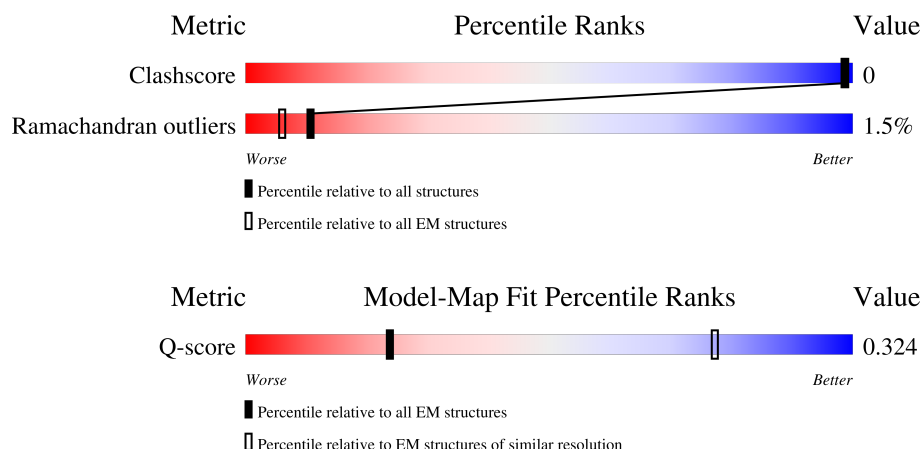 Metric Percentile Ranks Value
Clashscore 0
Ramachandran outliers 1.5%
Worse Better
Percentile relative to all structures
Percentile relative to all EM structures
Metric Model-Map Fit Percentile Ranks Value
Q-score 0.324
Worse Better
Percentile relative to all EM structures
Percentile relative to EM structures of similar resolution